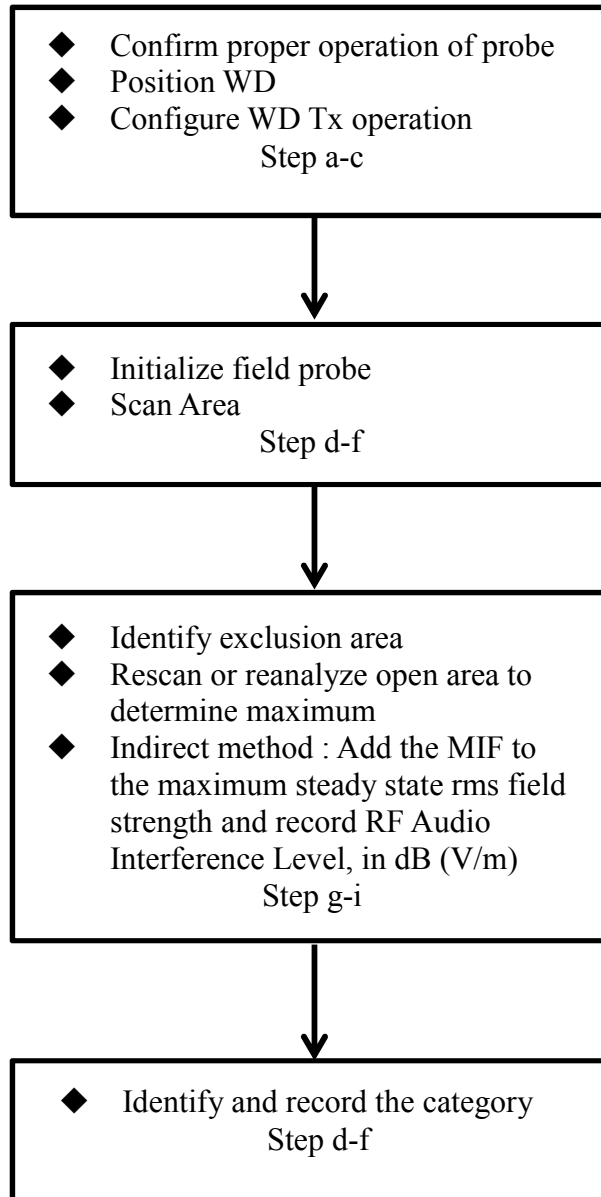 ◆ Confirm proper operation of probe
◆ Position WD
◆ Configure WD Tx operation
Step a-c
◆ Initialize field probe
◆ Scan Area
Step d-f
◆ Identify exclusion area
◆ Rescan or reanalyze open area to
determine maximum
◆ Indirect method : Add the MIF to
the maximum steady state rms field
strength and record RF Audio
Interference Level, in dB (V/m)
Step g-i
◆ Identify and record the category
Step d-f